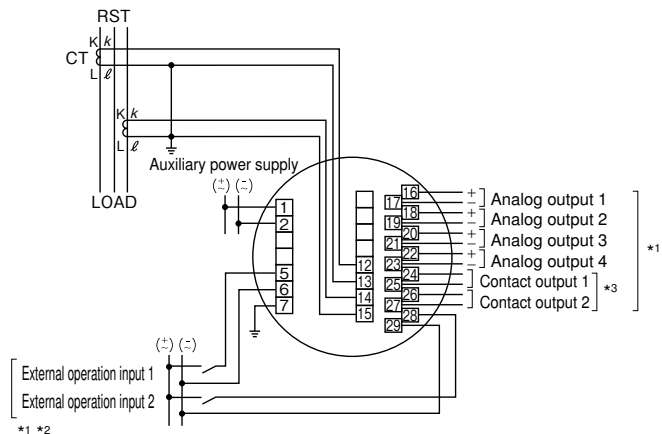 RST
K k
CT
L ℓ
K k
L ℓ
LOAD
Auxiliary power supply
(+~) (-~)
1
2
5
6
7
12
13
14
15
16
17
18
19
20
21
22
23
24
25
26
27
28
29
+ Analog output 1
−
+ Analog output 2
−
+ Analog output 3
−
+ Analog output 4
−
Contact output 1
Contact output 2
*3
*1
(+~) (-~)
External operation input 1
External operation input 2
*1 *2